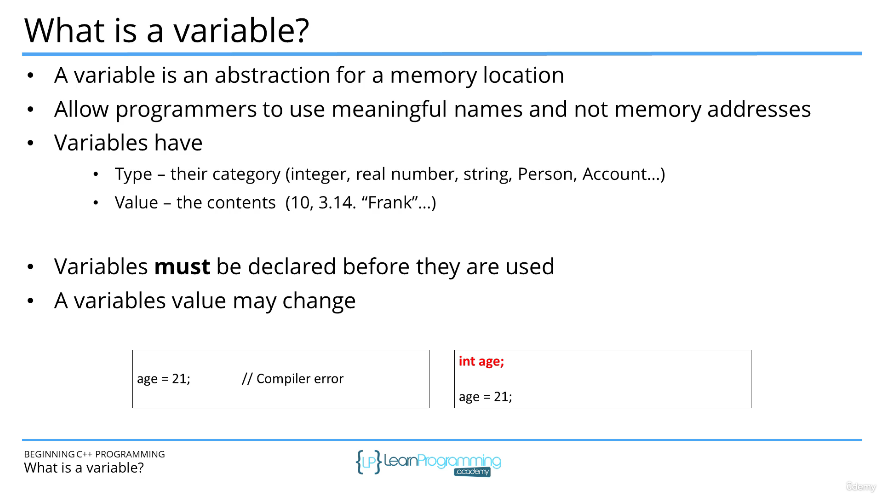 What is a variable?
• A variable is an abstraction for a memory location
• Allow programmers to use meaningful names and not memory addresses
• Variables have
• Type – their category (integer, real number, string, Person, Account…)
• Value – the contents (10, 3.14. “Frank”…)
• Variables must be declared before they are used
• A variables value may change
age = 21; // Compiler error
int age;
age = 21;
BEGINNING C++ PROGRAMMING
What is a variable?
{LP} LearnProgramming
academy
Udemy